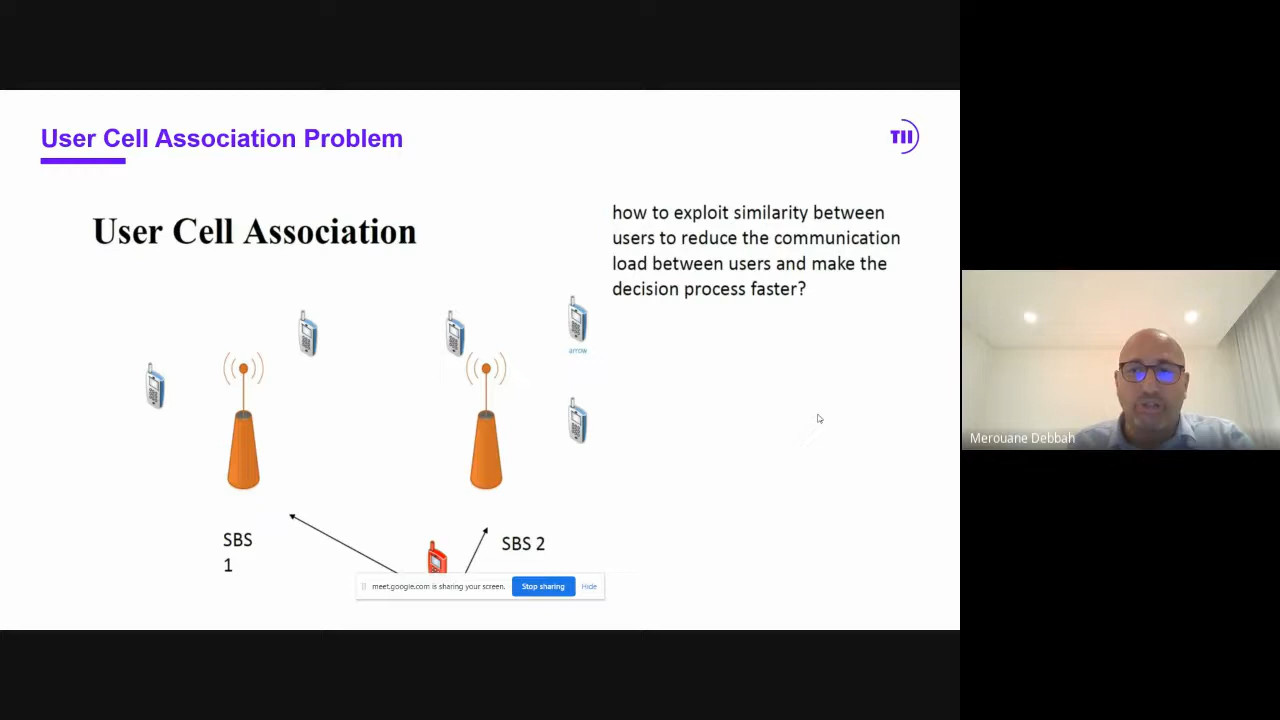 User Cell Association Problem
TII
User Cell Association
how to exploit similarity between
users to reduce the communication
load between users and make the
decision process faster?
arrow
SBS
1
SBS 2
meet.google.com is sharing your screen.
Stop sharing
Hide
Merouane Debbah